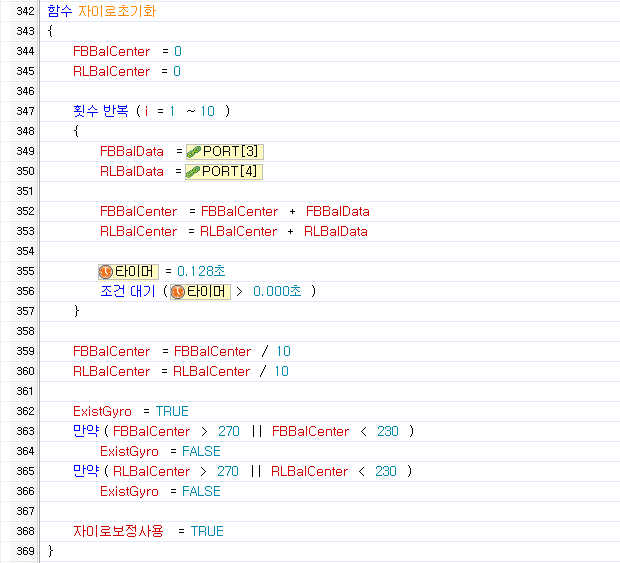 342 함수 자이로초기화
343 {
344 FBBalCenter = 0
345 RLBalCenter = 0
346
347 횟수 반복 ( i = 1 ~ 10 )
348 {
349 FBBalData = PORT[3]
350 RLBalData = PORT[4]
351
352 FBBalCenter = FBBalCenter + FBBalData
353 RLBalCenter = RLBalCenter + RLBalData
354
355 타이머 = 0.128초
356 조건 대기 ( 타이머 > 0.000초 )
357 }
358
359 FBBalCenter = FBBalCenter / 10
360 RLBalCenter = RLBalCenter / 10
361
362 ExistGyro = TRUE
363 만약 ( FBBalCenter > 270 || FBBalCenter < 230 )
364 ExistGyro = FALSE
365 만약 ( RLBalCenter > 270 || RLBalCenter < 230 )
366 ExistGyro = FALSE
367
368 자이로보정사용 = TRUE
369 }